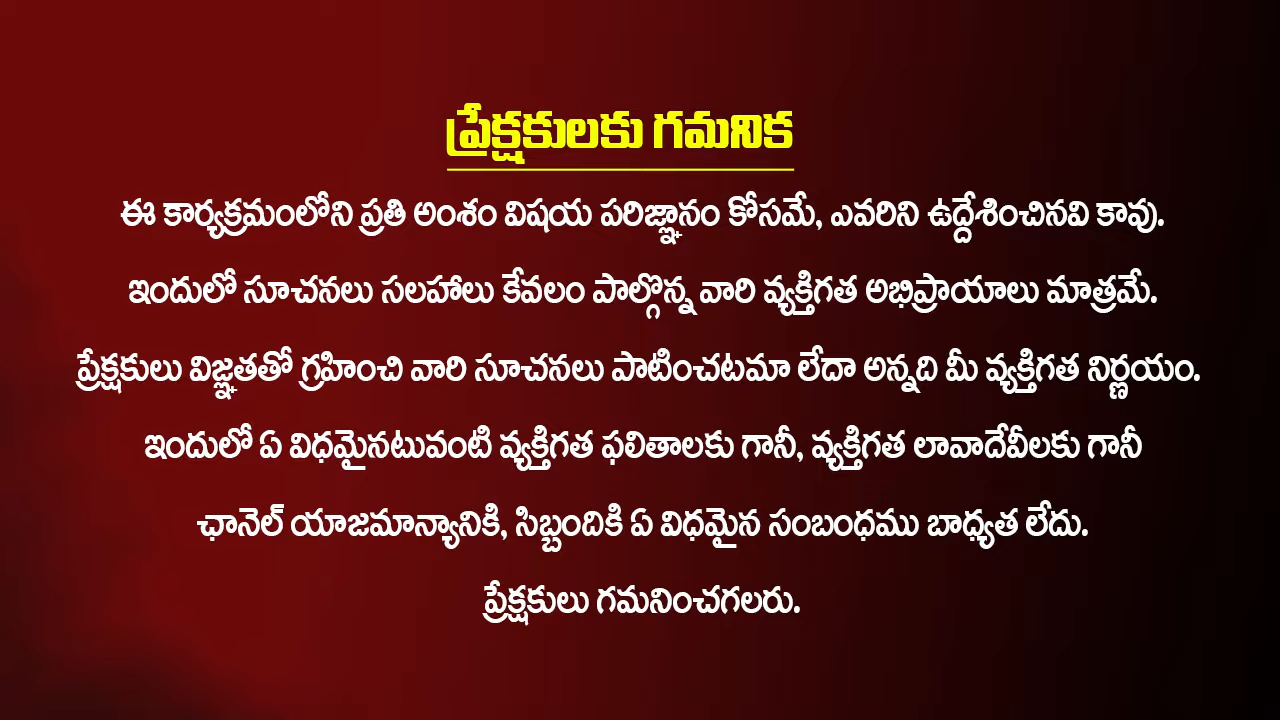 ప్రేక్షకులకు గమనిక
ఈ కార్యక్రమంలోని ప్రతి అంశం విషయ పరిజ్ఞానం కోసమే, ఎవరిని ఉద్దేశించినవి కావు.
ఇందులో సూచనలు సలహాలు కేవలం పాల్గొన్న వారి వ్యక్తిగత అభిప్రాయాలు మాత్రమే.
ప్రేక్షకులు విజ్ఞతతో గ్రహించి వారి సూచనలు పాటించటమా లేదా అన్నది మీ వ్యక్తిగత నిర్ణయం.
ఇందులో ఏ విధమైనటువంటి వ్యక్తిగత ఫలితాలకు గానీ, వ్యక్తిగత లావాదేవీలకు గానీ
ఛానెల్ యాజమాన్యానికి, సిబ్బందికి ఏ విధమైన సంబంధము బాధ్యత లేదు.
ప్రేక్షకులు గమనించగలరు.